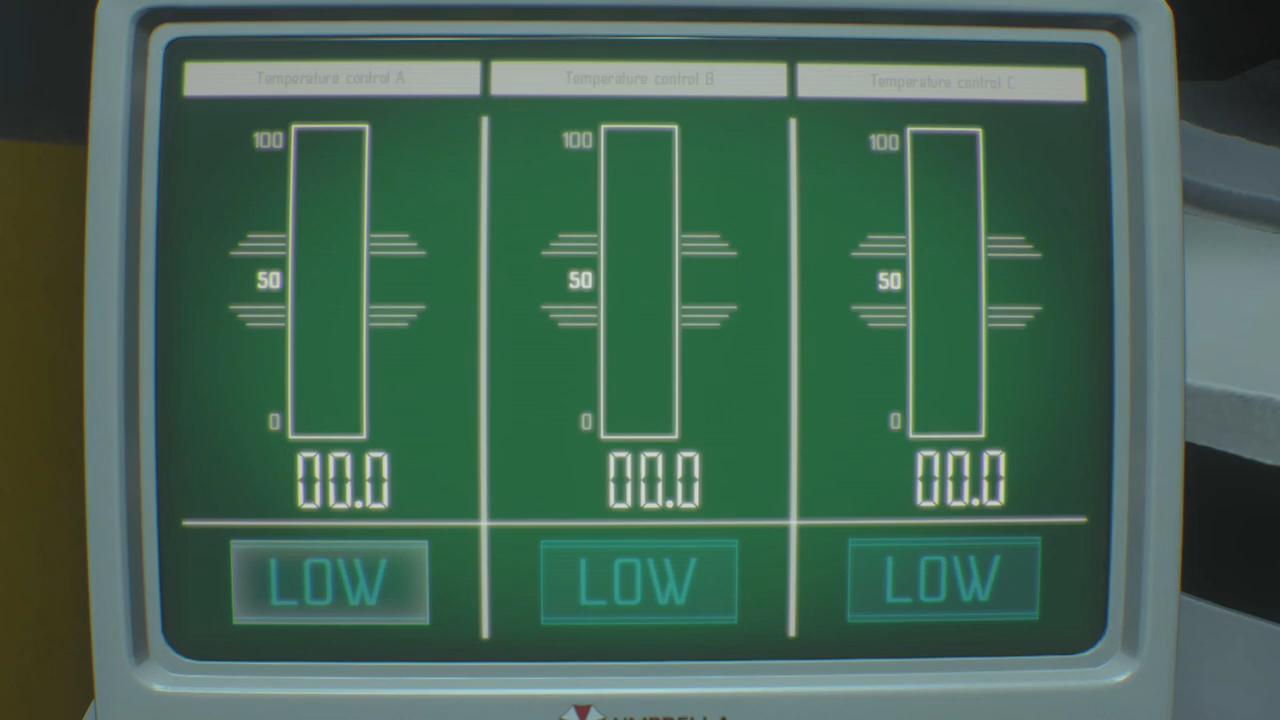 Temperature control A Temperature control B Temperature control C
100 100 100
50 50 50
0 0 0
00.0 00.0 00.0
LOW LOW LOW
UMBRELLA